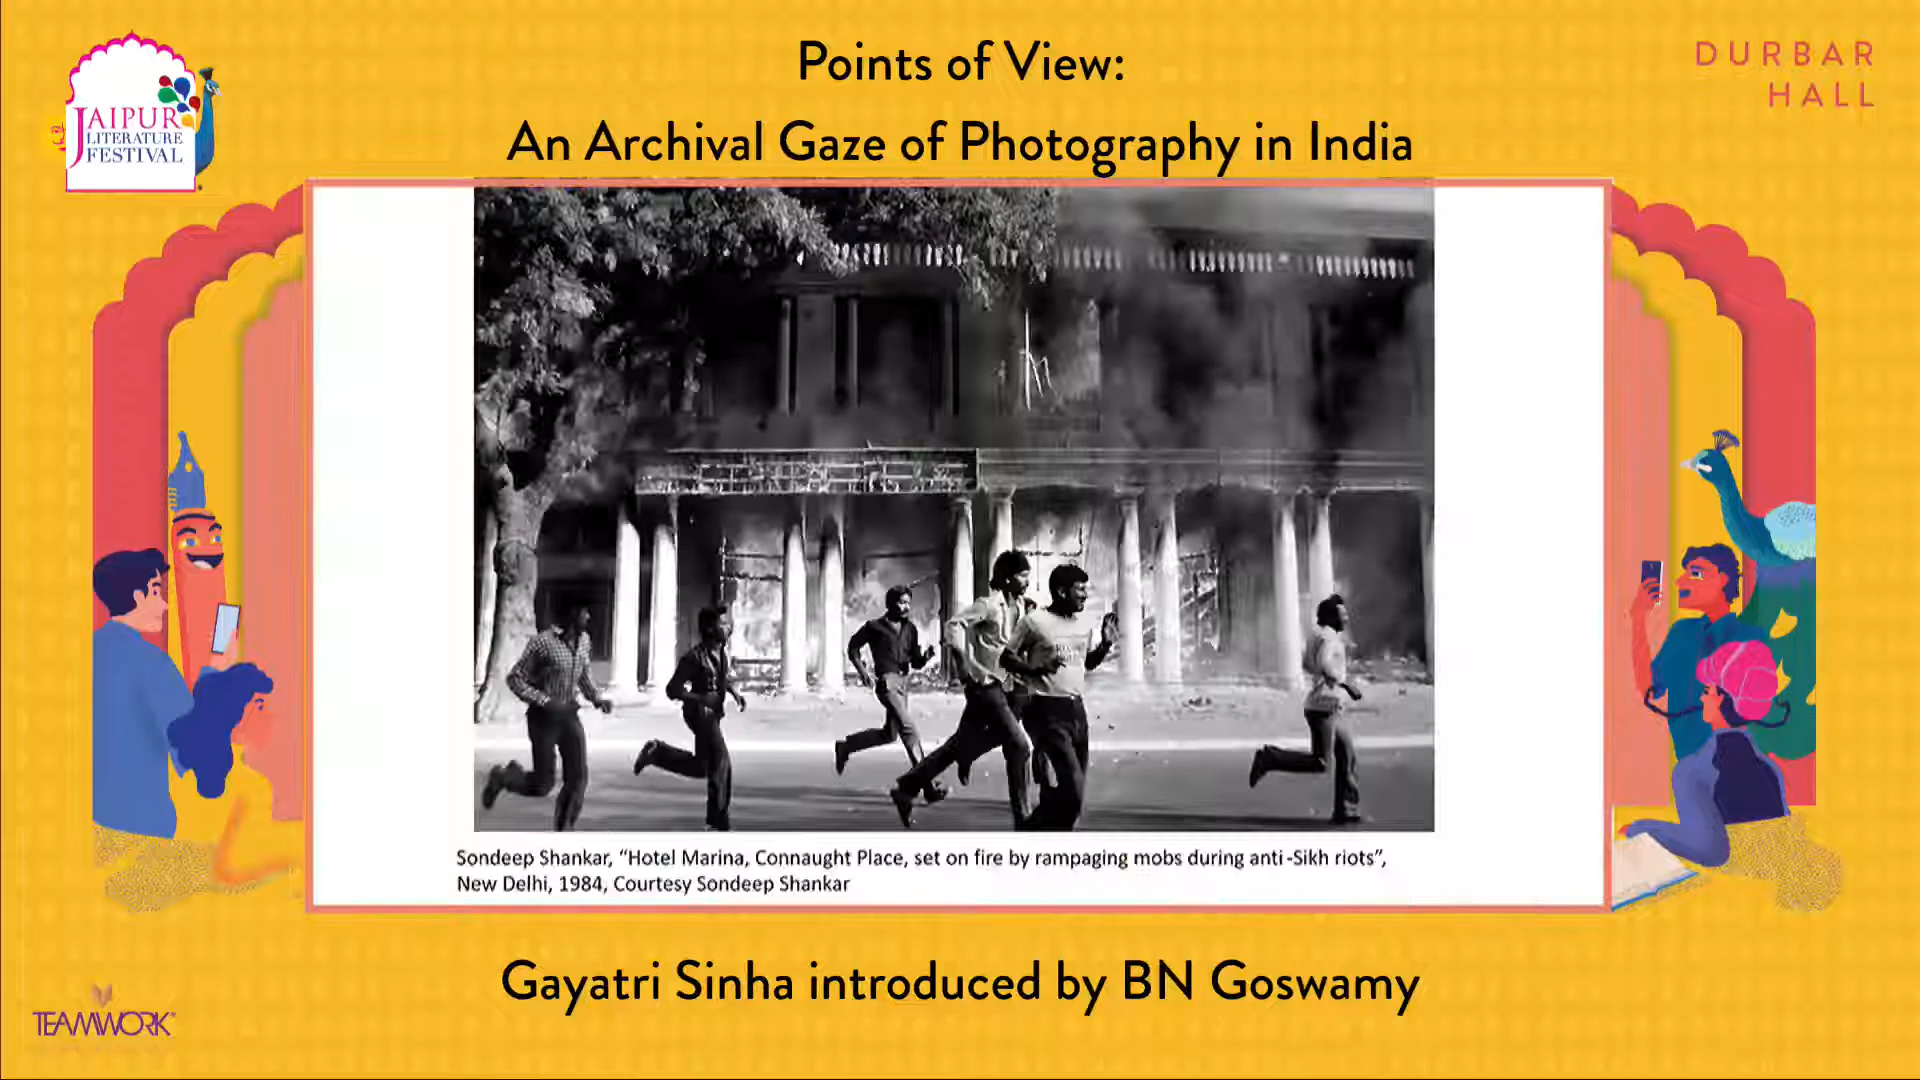 JAIPUR
LITERATURE
FESTIVAL
Points of View:
An Archival Gaze of Photography in India
DURBAR
HALL
Sondeep Shankar, “Hotel Marina, Connaught Place, set on fire by rampaging mobs during anti-Sikh riots”,
New Delhi, 1984, Courtesy Sondeep Shankar
Gayatri Sinha introduced by BN Goswamy
TEAMWORK